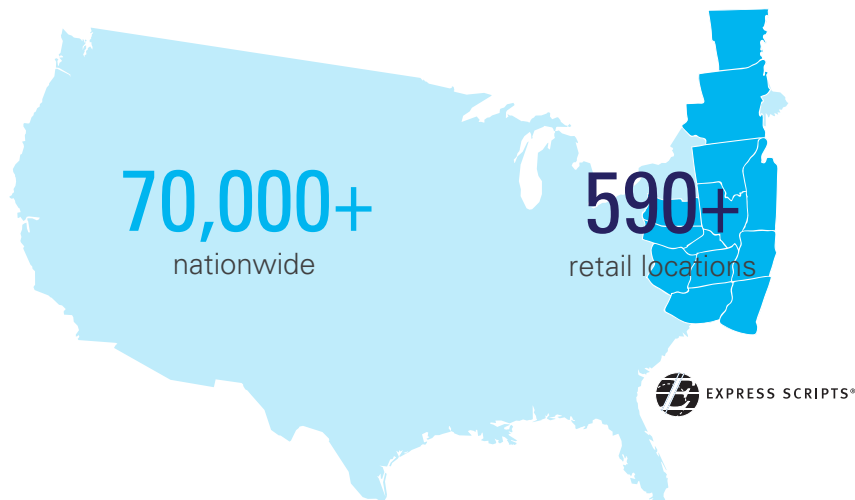 70,000+
nationwide
590+
retail locations
EXPRESS SCRIPTS®